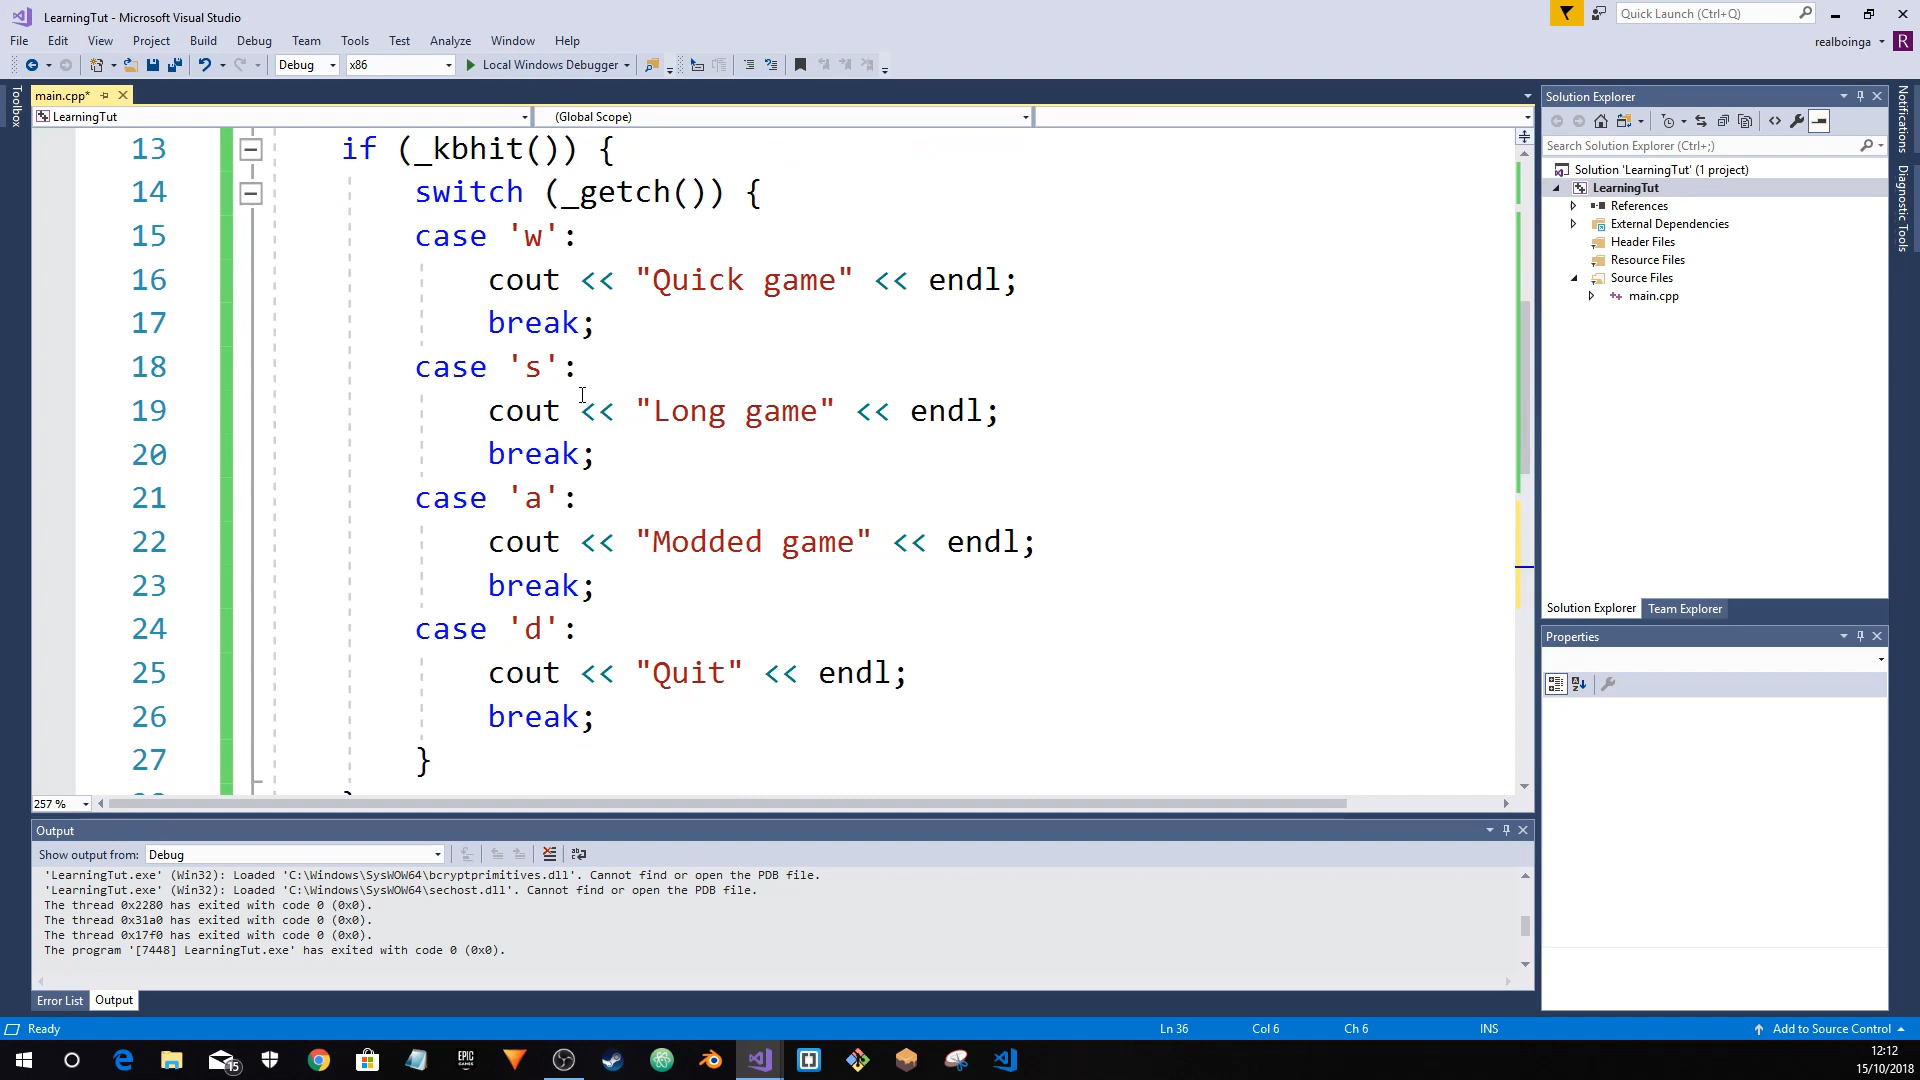 LearningTut - Microsoft Visual Studio
Quick Launch (Ctrl+Q)
File Edit View Project Build Debug Team Tools Test Analyze Window Help
realboinga R
Debug x86 Local Windows Debugger
Toolbox
main.cpp*
LearningTut (Global Scope)
13 if (_kbhit()) {
14 switch (_getch()) {
15 case 'w':
16 cout << "Quick game" << endl;
17 break;
18 case 's':
19 cout << "Long game" << endl;
20 break;
21 case 'a':
22 cout << "Modded game" << endl;
23 break;
24 case 'd':
25 cout << "Quit" << endl;
26 break;
27 }
257 %
Output
Show output from: Debug
'LearningTut.exe' (Win32): Loaded 'C:\Windows\SysWOW64\bcryptprimitives.dll'. Cannot find or open the PDB file.
'LearningTut.exe' (Win32): Loaded 'C:\Windows\SysWOW64\sechost.dll'. Cannot find or open the PDB file.
The thread 0x2280 has exited with code 0 (0x0).
The thread 0x31a0 has exited with code 0 (0x0).
The thread 0x17f0 has exited with code 0 (0x0).
The program '[7448] LearningTut.exe' has exited with code 0 (0x0).
Error List Output
Solution Explorer
Search Solution Explorer (Ctrl+;)
Solution 'LearningTut' (1 project)
LearningTut
References
External Dependencies
Header Files
Resource Files
Source Files
main.cpp
Solution Explorer Team Explorer
Properties
Notifications
Diagnostic Tools
Ready Ln 36 Col 6 Ch 6 INS Add to Source Control
15
EPIC GAMES
12:12
15/10/2018